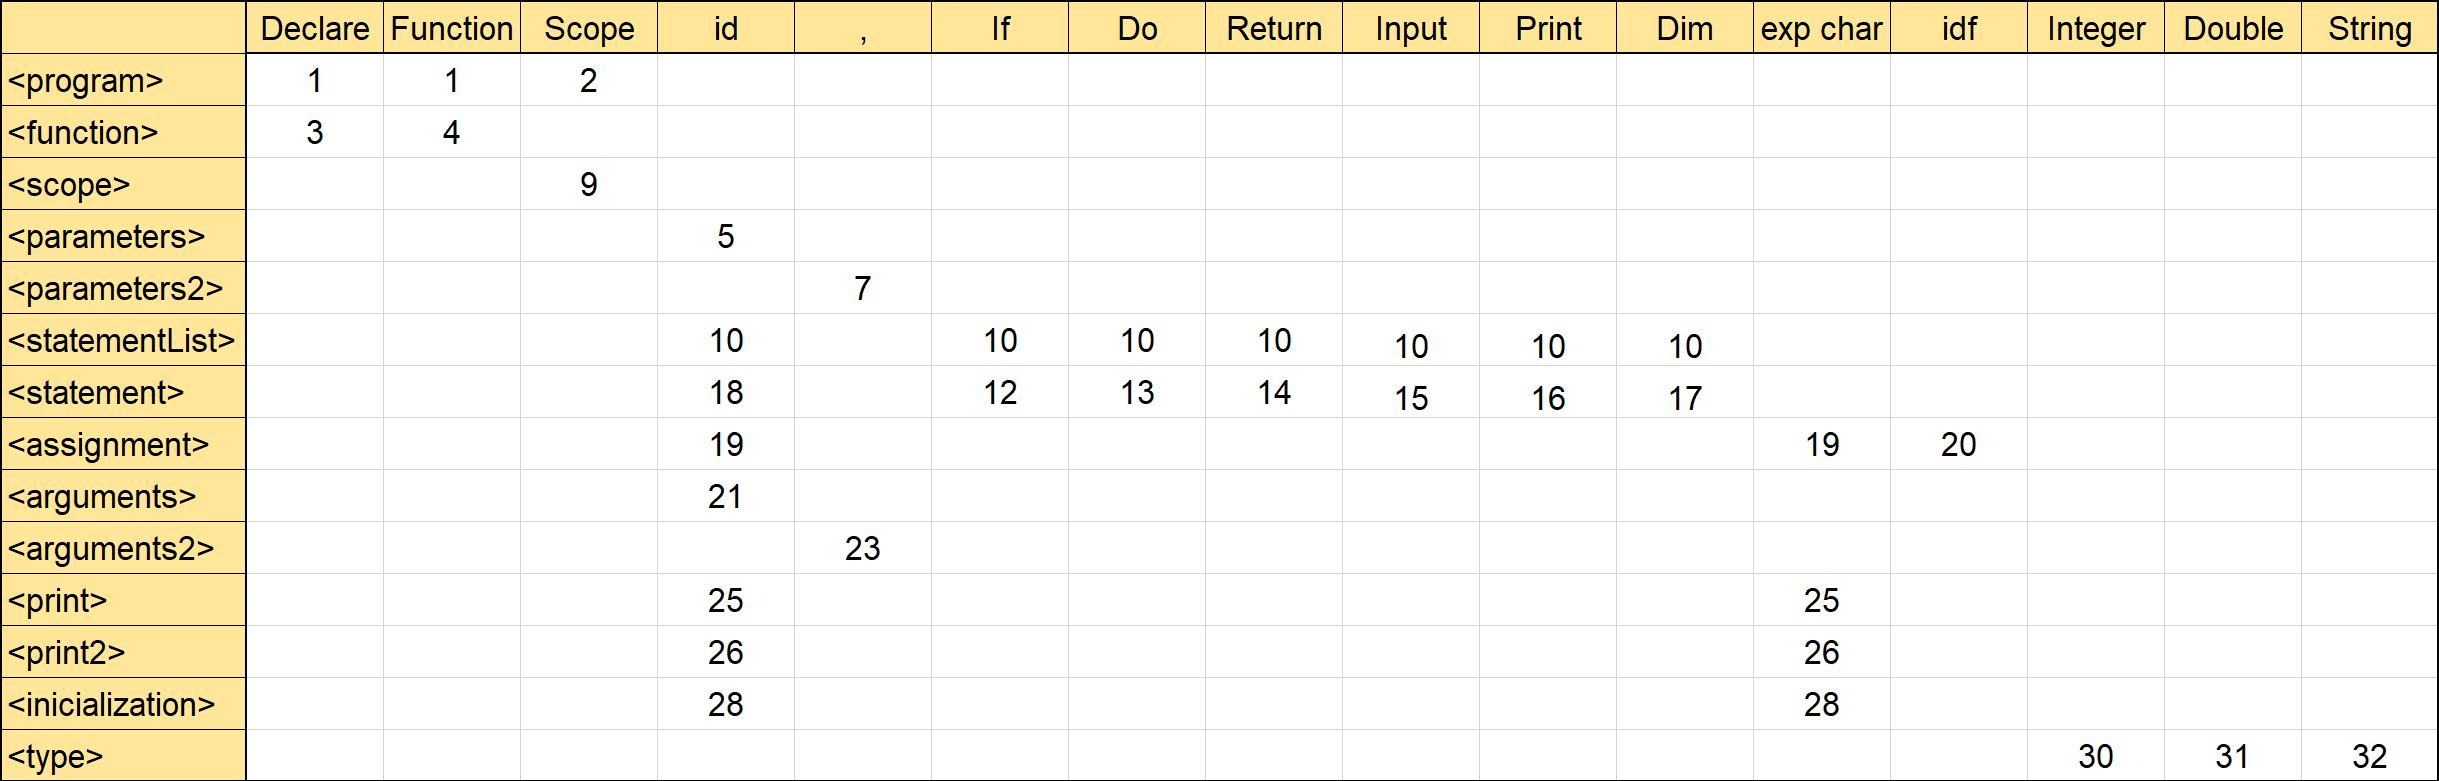 Declare Function Scope id , If Do Return Input Print Dim exp char idf Integer Double String
<program> 1 1 2
<function> 3 4
<scope> 9
<parameters> 5
<parameters2> 7
<statementList> 10 10 10 10 10 10 10
<statement> 18 12 13 14 15 16 17
<assignment> 19 19 20
<arguments> 21
<arguments2> 23
<print> 25 25
<print2> 26 26
<inicialization> 28 28
<type> 30 31 32